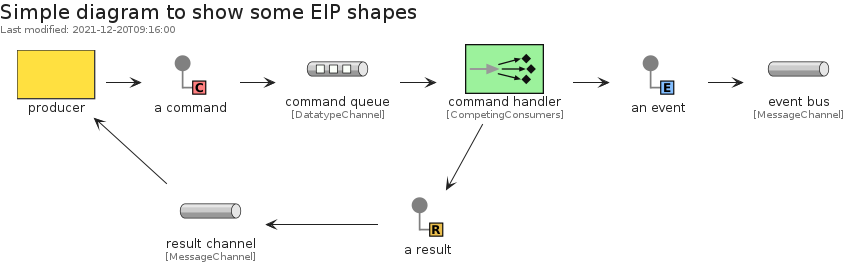 Simple diagram to show some EIP shapes
Last modified: 2021-12-20T09:16:00
C
E
producer
a command
command queue
command handler
an event
event bus
[DatatypeChannel]
[CompetingConsumers]
[MessageChannel]
R
result channel
a result
[MessageChannel]